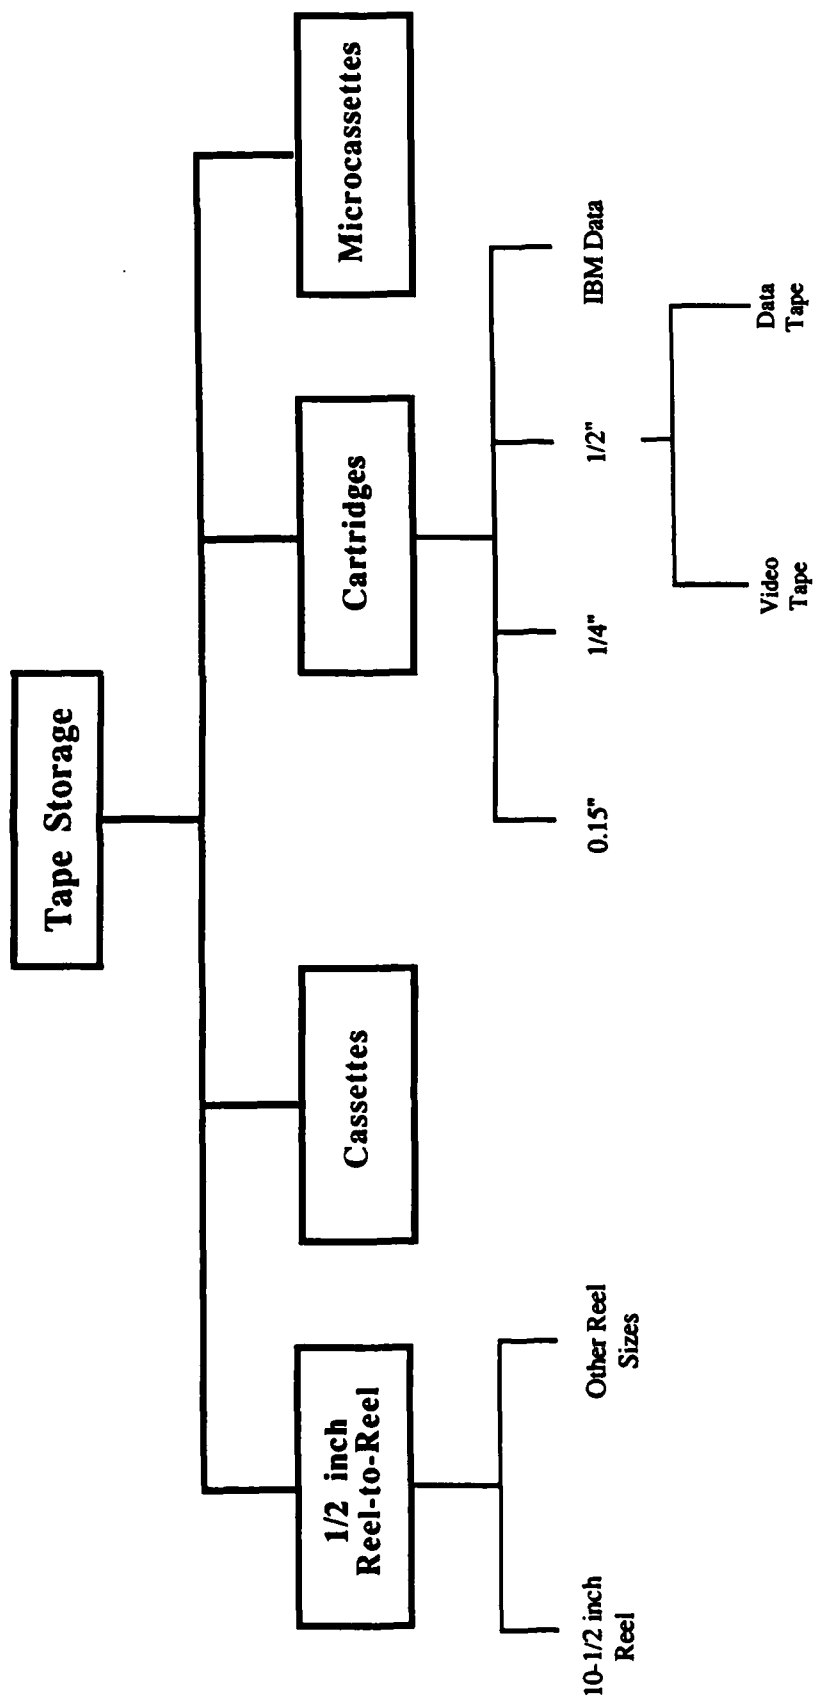 Tape Storage
1/2 inch
Reel-to-Reel
Cassettes
Cartridges
Microcassettes
10-1/2 inch
Reel
Other Reel
Sizes
0.15"
1/4"
1/2"
IBM Data
Video
Tape
Data
Tape